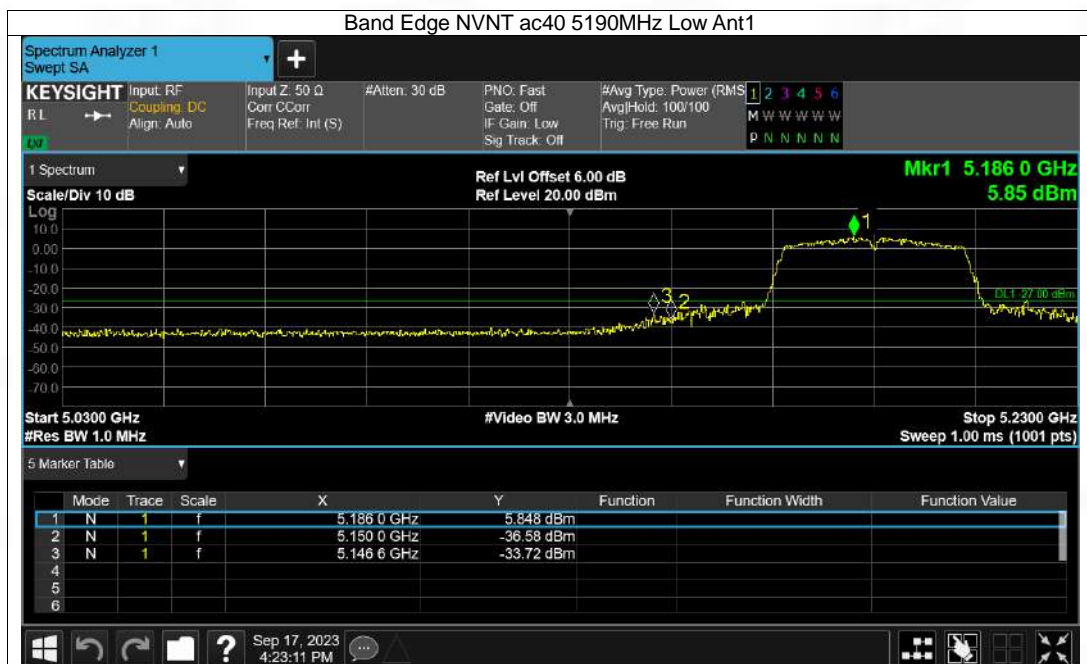 Band Edge NVNT ac40 5190MHz Low Ant1
Spectrum Analyzer 1
Swept SA
+
KEYSIGHT Input: RF Input Z: 50 Ω #Atten: 30 dB PNO: Fast #Avg Type: Power (RMS 1 2 3 4 5 6
RL Coupling: DC Corr CCorr Gate: Off Avg|Hold: 100/100 M W W W W W
Align: Auto Freq Ref: Int (S) IF Gain: Low Trig: Free Run
Sig Track: Off P N N N N N
LXI
1 Spectrum Ref Lvl Offset 6.00 dB Mkr1 5.186 0 GHz
Scale/Div 10 dB Ref Level 20.00 dBm 5.85 dBm
Log
10.0
0.00
-10.0
-20.0
-30.0
-40.0
-50.0
-60.0
-70.0
1
3 2
DL1 -27.00 dBm
Start 5.0300 GHz #Video BW 3.0 MHz Stop 5.2300 GHz
#Res BW 1.0 MHz Sweep 1.00 ms (1001 pts)
5 Marker Table
Mode Trace Scale X Y Function Function Width Function Value
1 N 1 f 5.186 0 GHz 5.848 dBm
2 N 1 f 5.150 0 GHz -36.58 dBm
3 N 1 f 5.146 6 GHz -33.72 dBm
4
5
6
? Sep 17, 2023
4:23:11 PM